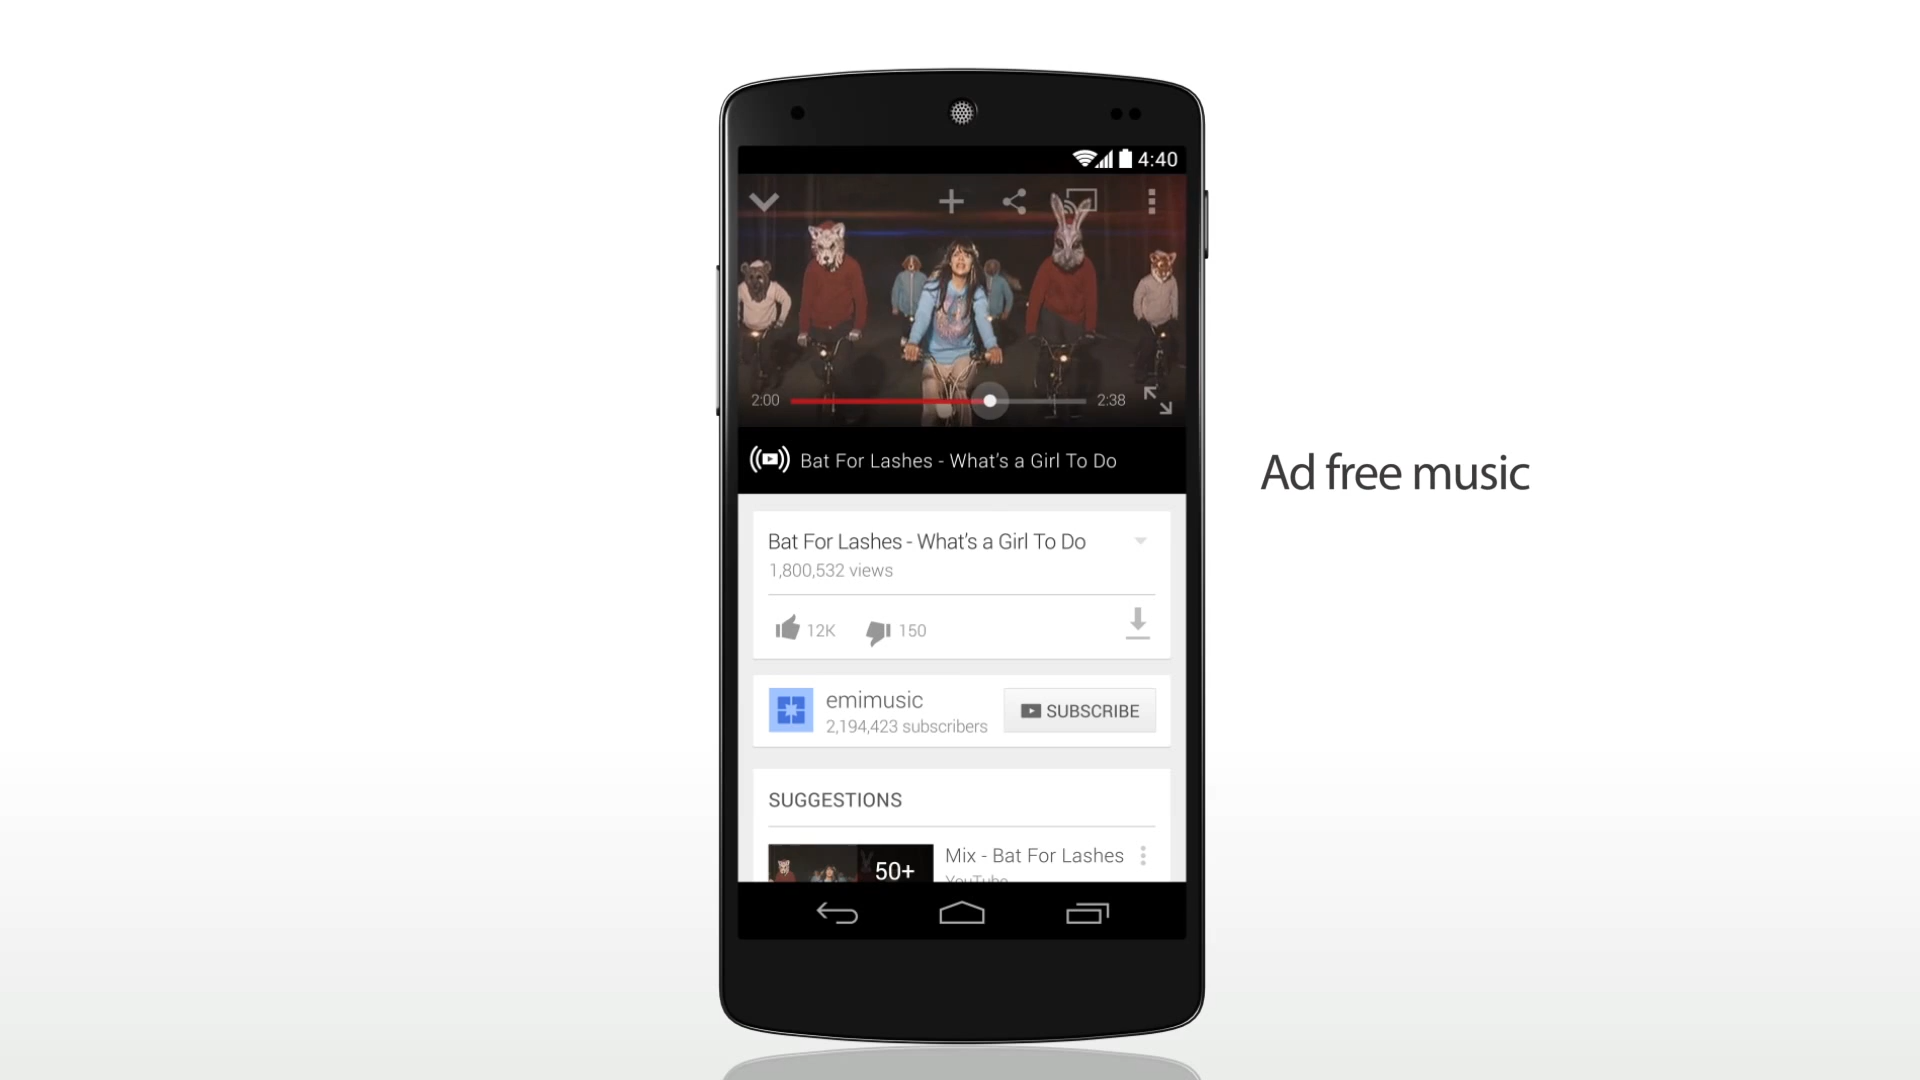 4:40
2:00
2:38
Bat For Lashes - What's a Girl To Do
Ad free music
Bat For Lashes - What's a Girl To Do
1,800,532 views
12K
150
emimusic
2,194,423 subscribers
SUBSCRIBE
SUGGESTIONS
50+
Mix - Bat For Lashes
YouTube